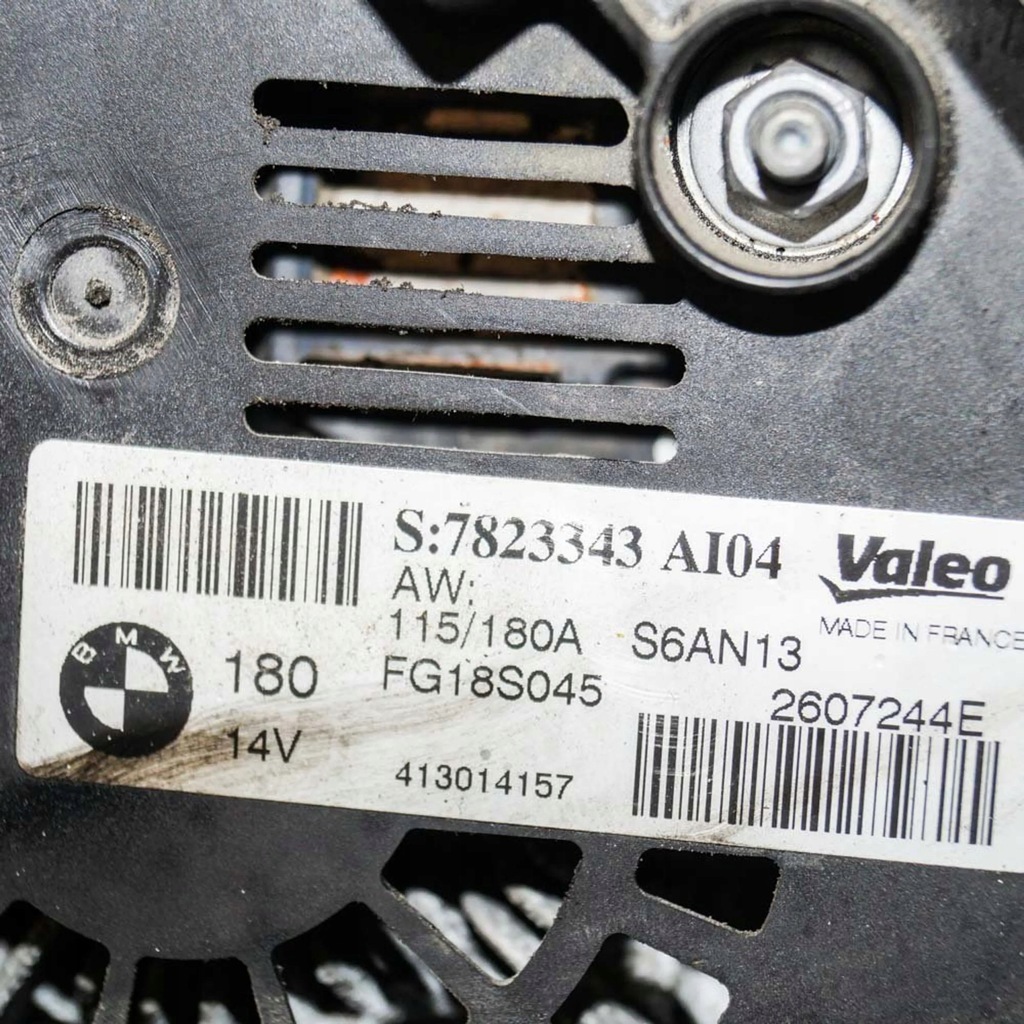 S:7823343 AI04
AW:
115/180A S6AN13
FG18S045
Valeo
MADE IN FRANCE
BMW
180
14V
413014157
2607244E